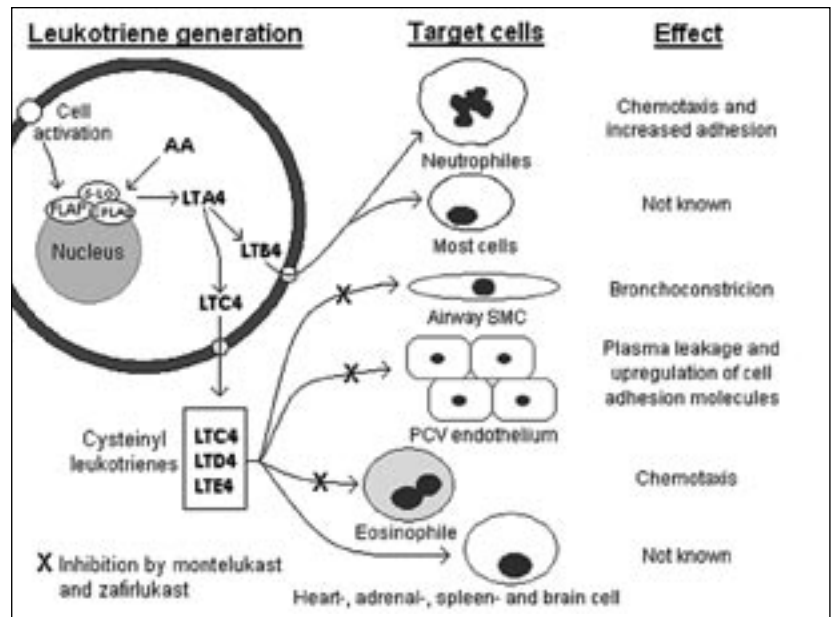 Leukotriene generation
Target cells
Effect
Cell
activation
AA
5-LO
FLAP
cPLA2
LTA4
Nucleus
LTB4
LTC4
Neutrophiles
Chemotaxis and
increased adhesion
Most cells
Not known
Airway SMC
Bronchoconstricion
PCV endothelium
Plasma leakage and
upregulation of cell
adhesion molecules
Cysteinyl
leukotrienes
LTC4
LTD4
LTE4
Eosinophile
Chemotaxis
X Inhibition by montelukast
and zafirlukast
Not known
Heart-, adrenal-, spleen- and brain cell
X
X
X